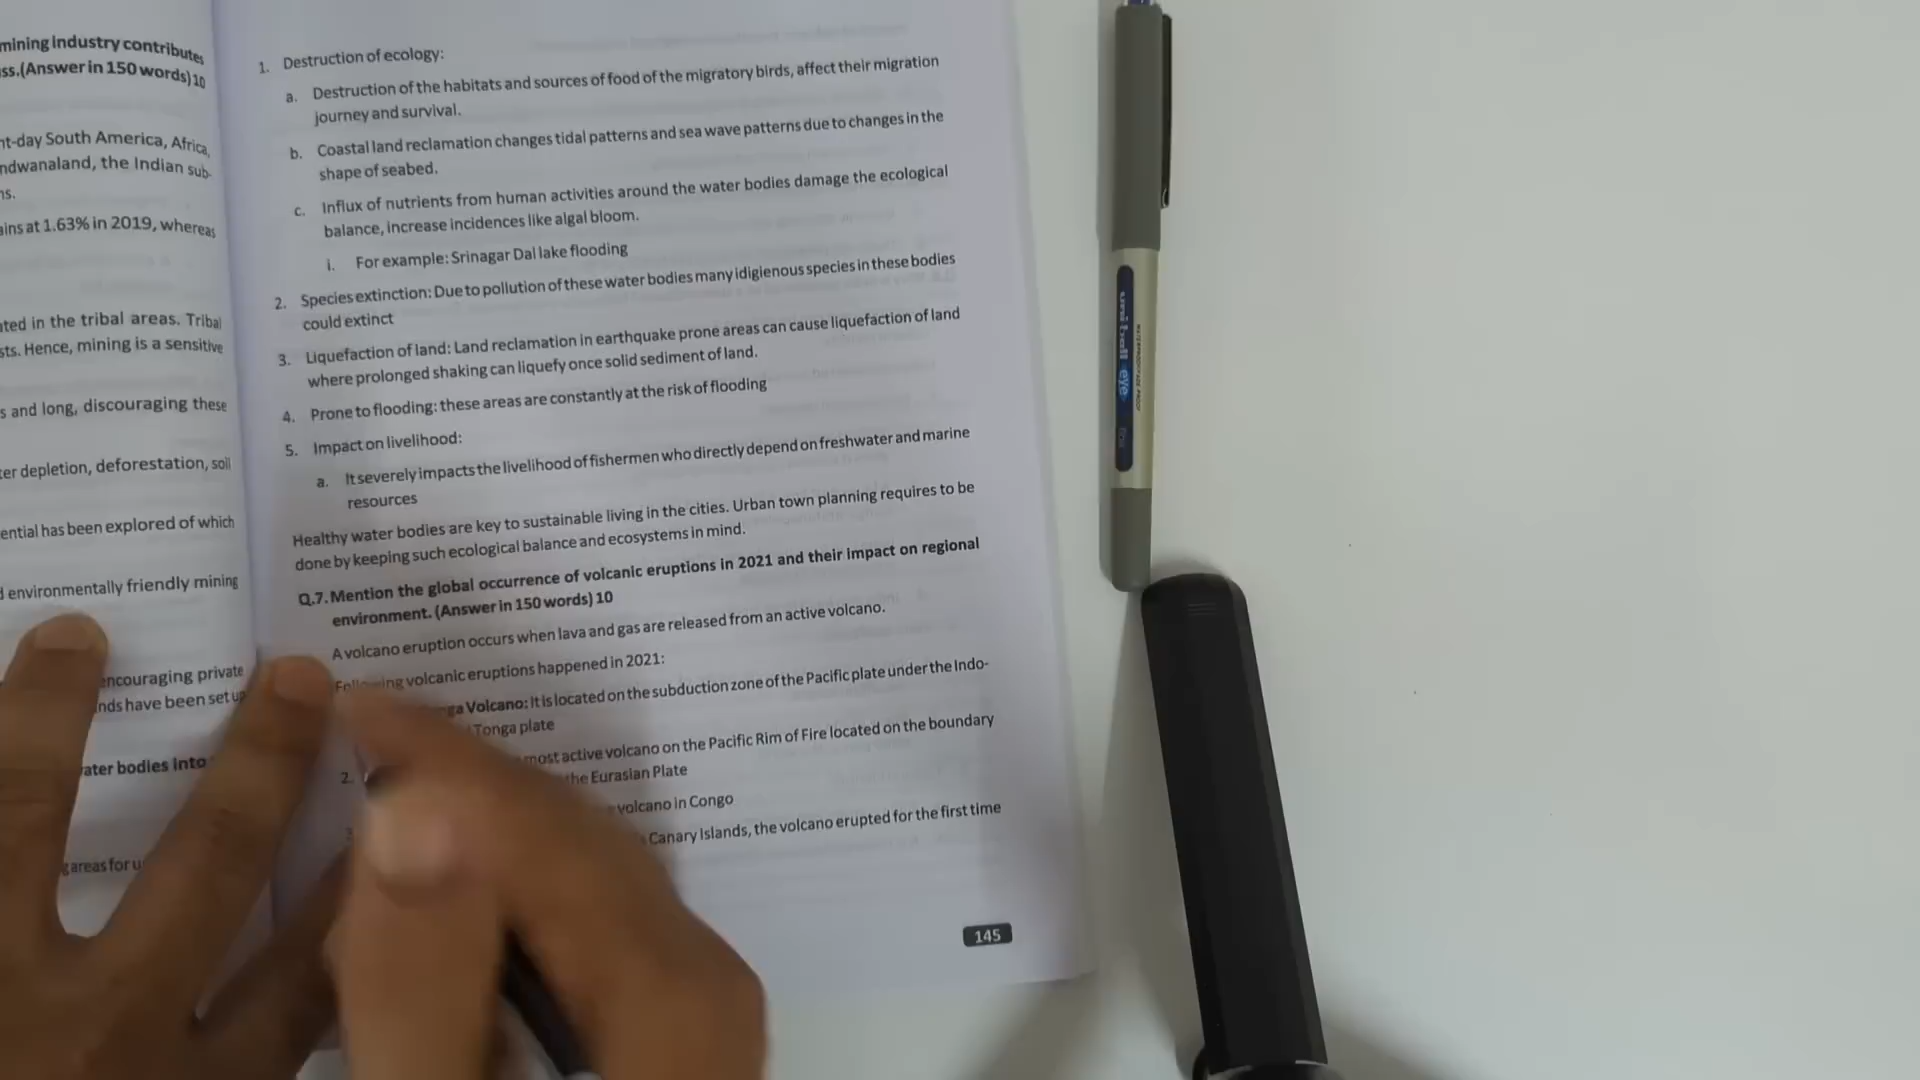 mining industry contributes
ss.(Answer in 150 words) 10
nt-day South America, Africa,
ndwanaland, the Indian sub-
ns.
ains at 1.63% in 2019, whereas
ated in the tribal areas. Tribal
sts. Hence, mining is a sensitive
s and long, discouraging these
ter depletion, deforestation, soil
ential has been explored of which
d environmentally friendly mining
encouraging private
nds have been set up
ater bodies into
g areas for u
1. Destruction of ecology:
a. Destruction of the habitats and sources of food of the migratory birds, affect their migration
journey and survival.
b. Coastal land reclamation changes tidal patterns and sea wave patterns due to changes in the
shape of seabed.
c. Influx of nutrients from human activities around the water bodies damage the ecological
balance, increase incidences like algal bloom.
i. For example: Srinagar Dal lake flooding
2. Species extinction: Due to pollution of these water bodies many idigienous species in these bodies
could extinct
3. Liquefaction of land: Land reclamation in earthquake prone areas can cause liquefaction of land
where prolonged shaking can liquefy once solid sediment of land.
4. Prone to flooding: these areas are constantly at the risk of flooding
5. Impact on livelihood:
a. It severely impacts the livelihood of fishermen who directly depend on freshwater and marine
resources
Healthy water bodies are key to sustainable living in the cities. Urban town planning requires to be
done by keeping such ecological balance and ecosystems in mind.
Q.7. Mention the global occurrence of volcanic eruptions in 2021 and their impact on regional
environment. (Answer in 150 words) 10
A volcano eruption occurs when lava and gas are released from an active volcano.
Following volcanic eruptions happened in 2021:
ga Volcano: It is located on the subduction zone of the Pacific plate under the Indo-
Tonga plate
2. most active volcano on the Pacific Rim of Fire located on the boundary
the Eurasian Plate
3. volcano in Congo
Canary Islands, the volcano erupted for the first time
145
uni-ball eye
fine